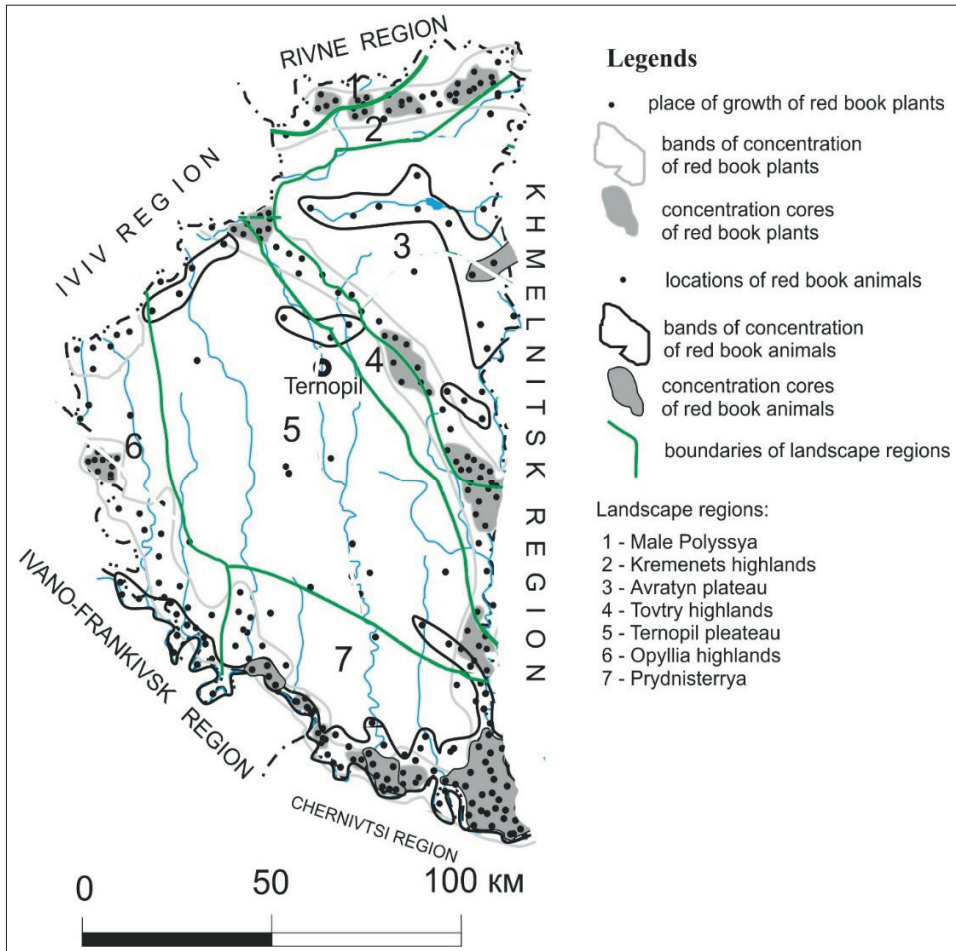 RIVNE REGION
IVIV REGION
KHMELNITSK REGION
IVANO-FRANKIVSK REGION
CHERNIVTSI REGION
1
2
3
4
Ternopil
5
6
7
0 50 100 км
Legends
place of growth of red book plants
bands of concentration
of red book plants
concentration cores
of red book plants
locations of red book animals
bands of concentration
of red book animals
concentration cores
of red book animals
boundaries of landscape regions
Landscape regions:
1 - Male Polyssya
2 - Kremenets highlands
3 - Avratyn plateau
4 - Tovtry highlands
5 - Ternopil pleateau
6 - Opyllia highlands
7 - Prydnisterrya